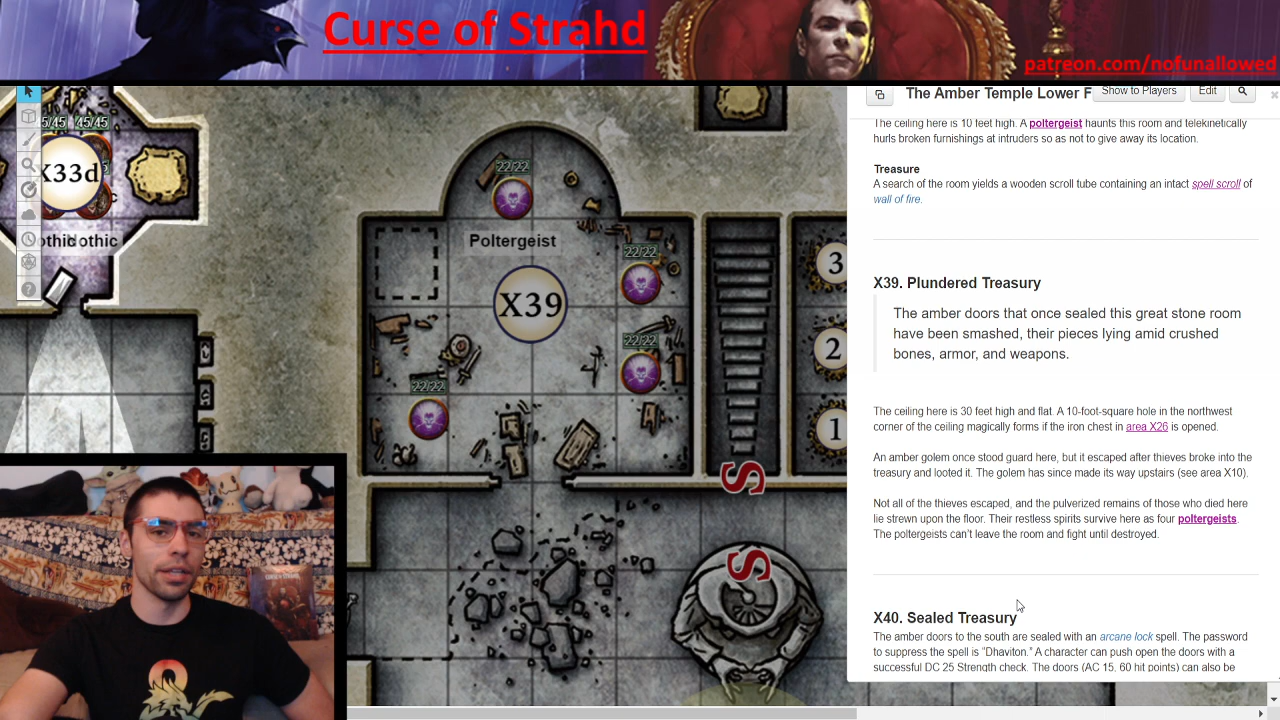 Curse of Strahd
patreon.com/nofunallowed
The Amber Temple Lower F
Show to Players
Edit
The ceiling here is 10 feet high. A poltergeist haunts this room and telekinetically
hurls broken furnishings at intruders so as not to give away its location.
Treasure
A search of the room yields a wooden scroll tube containing an intact spell scroll of
wall of fire.
X39. Plundered Treasury
The amber doors that once sealed this great stone room
have been smashed, their pieces lying amid crushed
bones, armor, and weapons.
The ceiling here is 30 feet high and flat. A 10-foot-square hole in the northwest
corner of the ceiling magically forms if the iron chest in area X26 is opened.
An amber golem once stood guard here, but it escaped after thieves broke into the
treasury and looted it. The golem has since made its way upstairs (see area X10).
Not all of the thieves escaped, and the pulverized remains of those who died here
lie strewn upon the floor. Their restless spirits survive here as four poltergeists.
The poltergeists can't leave the room and fight until destroyed.
X40. Sealed Treasury
The amber doors to the south are sealed with an arcane lock spell. The password
to suppress the spell is "Dhaviton." A character can push open the doors with a
successful DC 25 Strength check. The doors (AC 15, 60 hit points) can also be
5/45 45/45
X33d
othic othic
22/22
Poltergeist
22/22
X39
22/22
22/22
3
2
1
S
S